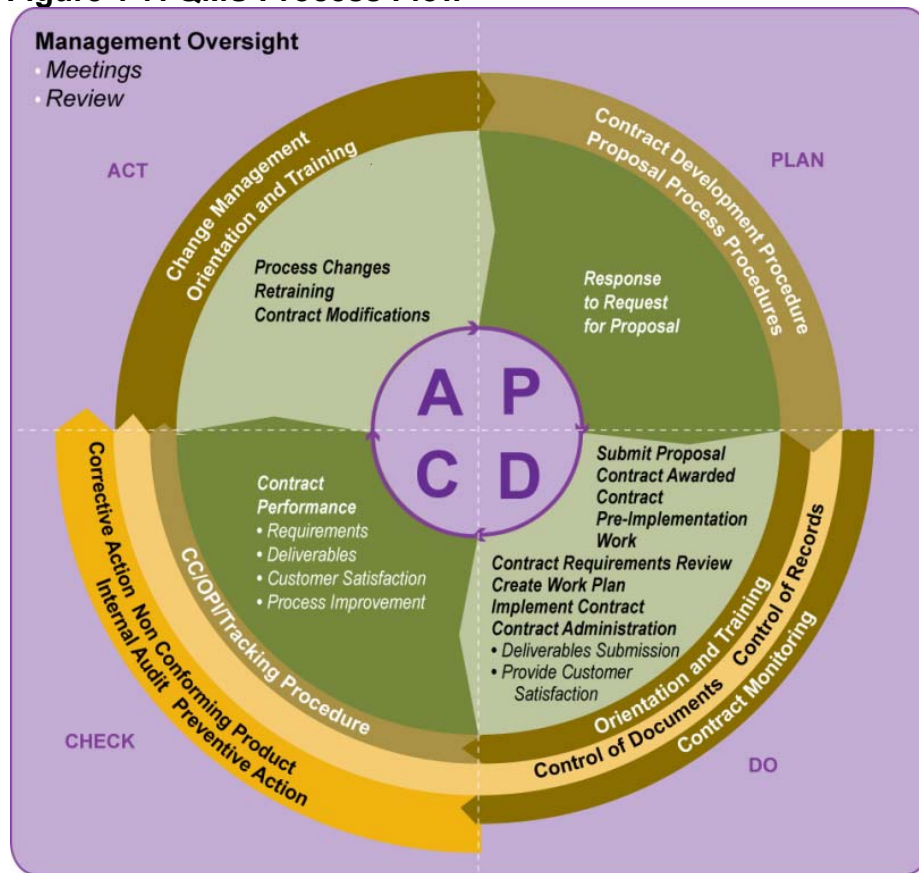 Figure QMS Process Flow
Management Oversight
• Meetings
• Review
ACT
PLAN
Change Management
Orientation and Training
Contract Development Procedure
Proposal Process Procedures
Process Changes
Retraining
Contract Modifications
Response
to Request
for Proposal
A P
C D
Contract
Performance
• Requirements
• Deliverables
• Customer Satisfaction
• Process Improvement
Submit Proposal
Contract Awarded
Contract
Pre-Implementation
Work
Contract Requirements Review
Create Work Plan
Implement Contract
Contract Administration
• Deliverables Submission
• Provide Customer
Satisfaction
CC/OPI/Tracking Procedure
Corrective Action Non Conforming Product
Internal Audit Preventive Action
Orientation and Training
Control of Documents Control of Records
Contract Monitoring
CHECK
DO